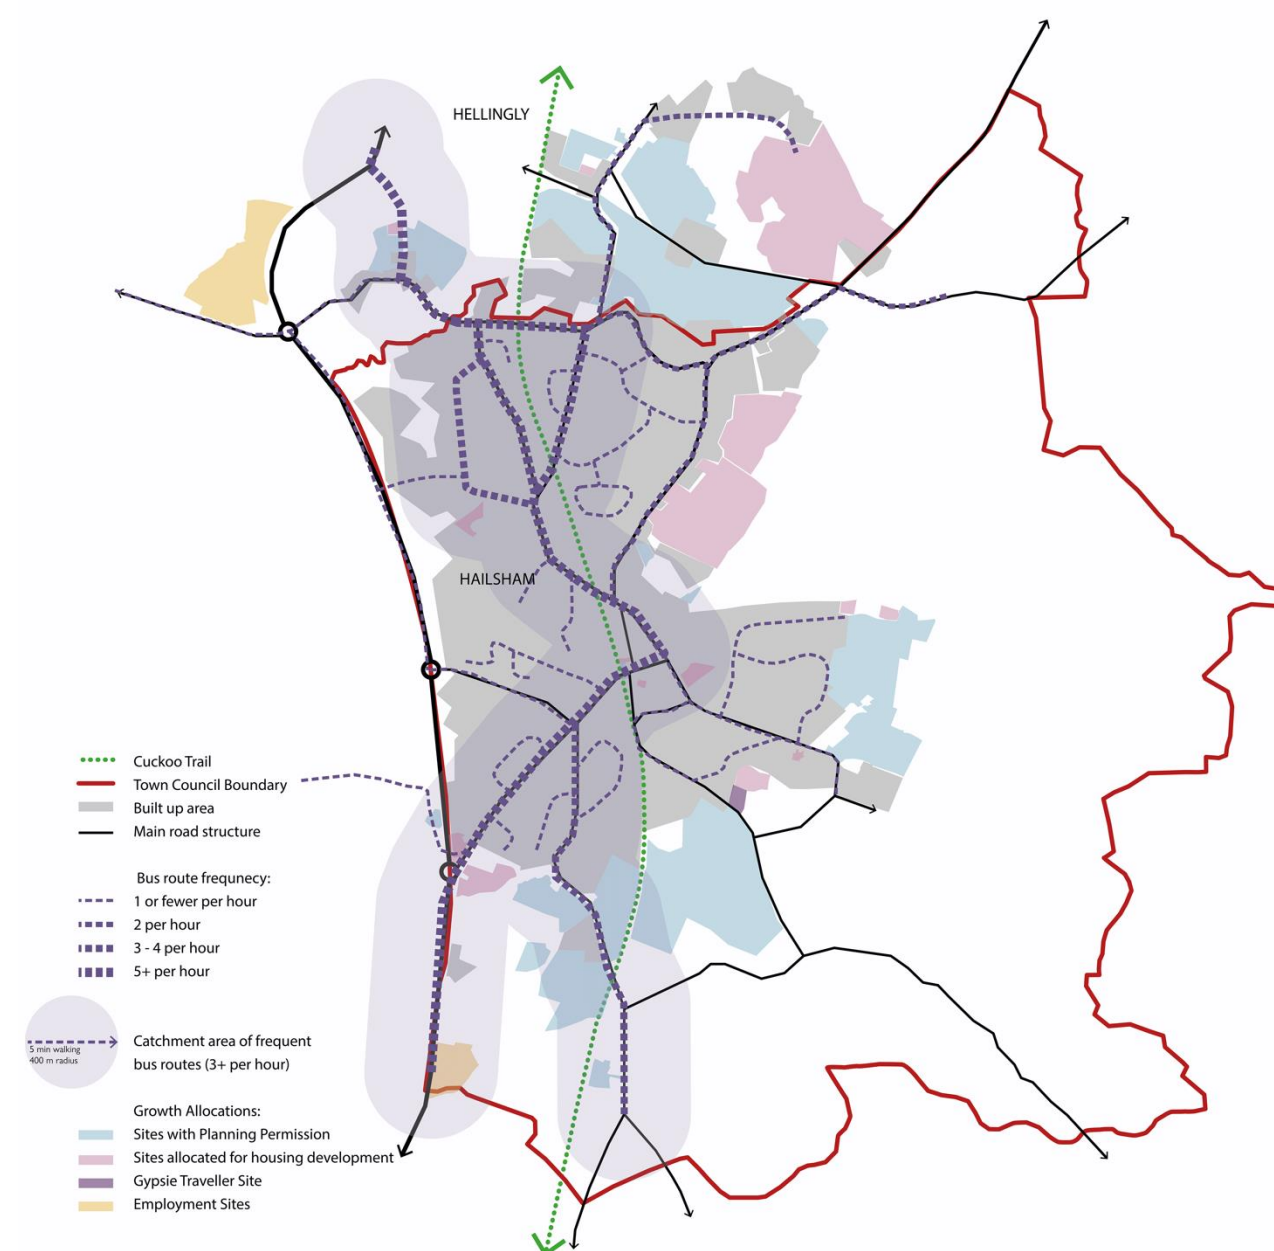 HELLINGLY
HAILSHAM
Cuckoo Trail
Town Council Boundary
Built up area
Main road structure
Bus route frequnecy:
1 or fewer per hour
2 per hour
3 - 4 per hour
5+ per hour
5 min walking
400 m radius
Catchment area of frequent
bus routes (3+ per hour)
Growth Allocations:
Sites with Planning Permission
Sites allocated for housing development
Gypsie Traveller Site
Employment Sites